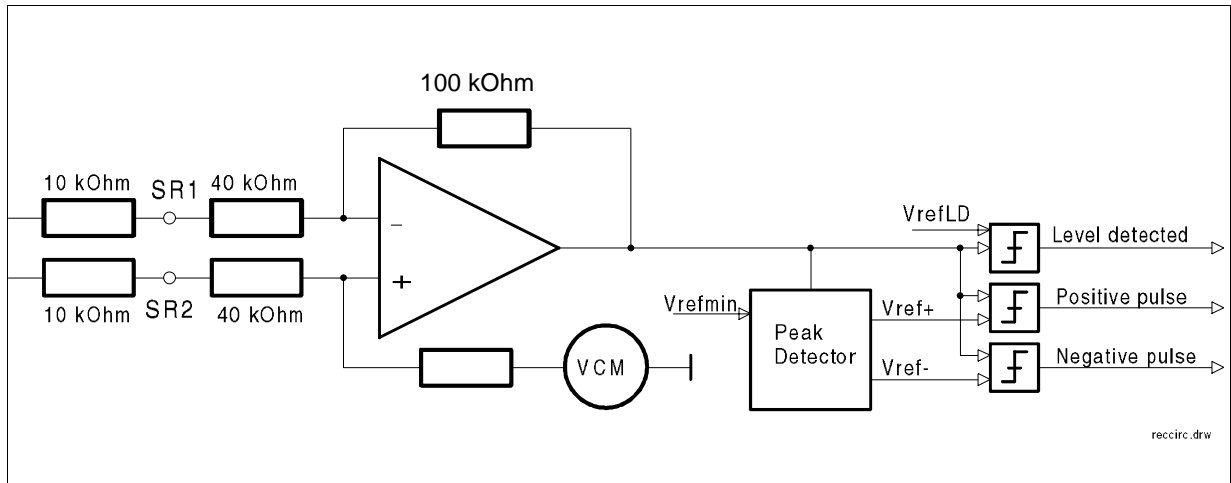 100 kOhm
10 kOhm
SR1
40 kOhm
−
+
10 kOhm
SR2
40 kOhm
VCM
VrefLD
Level detected
Vrefmin
Peak
Detector
Vref+
Positive pulse
Vref-
Negative pulse
reccirc.drw